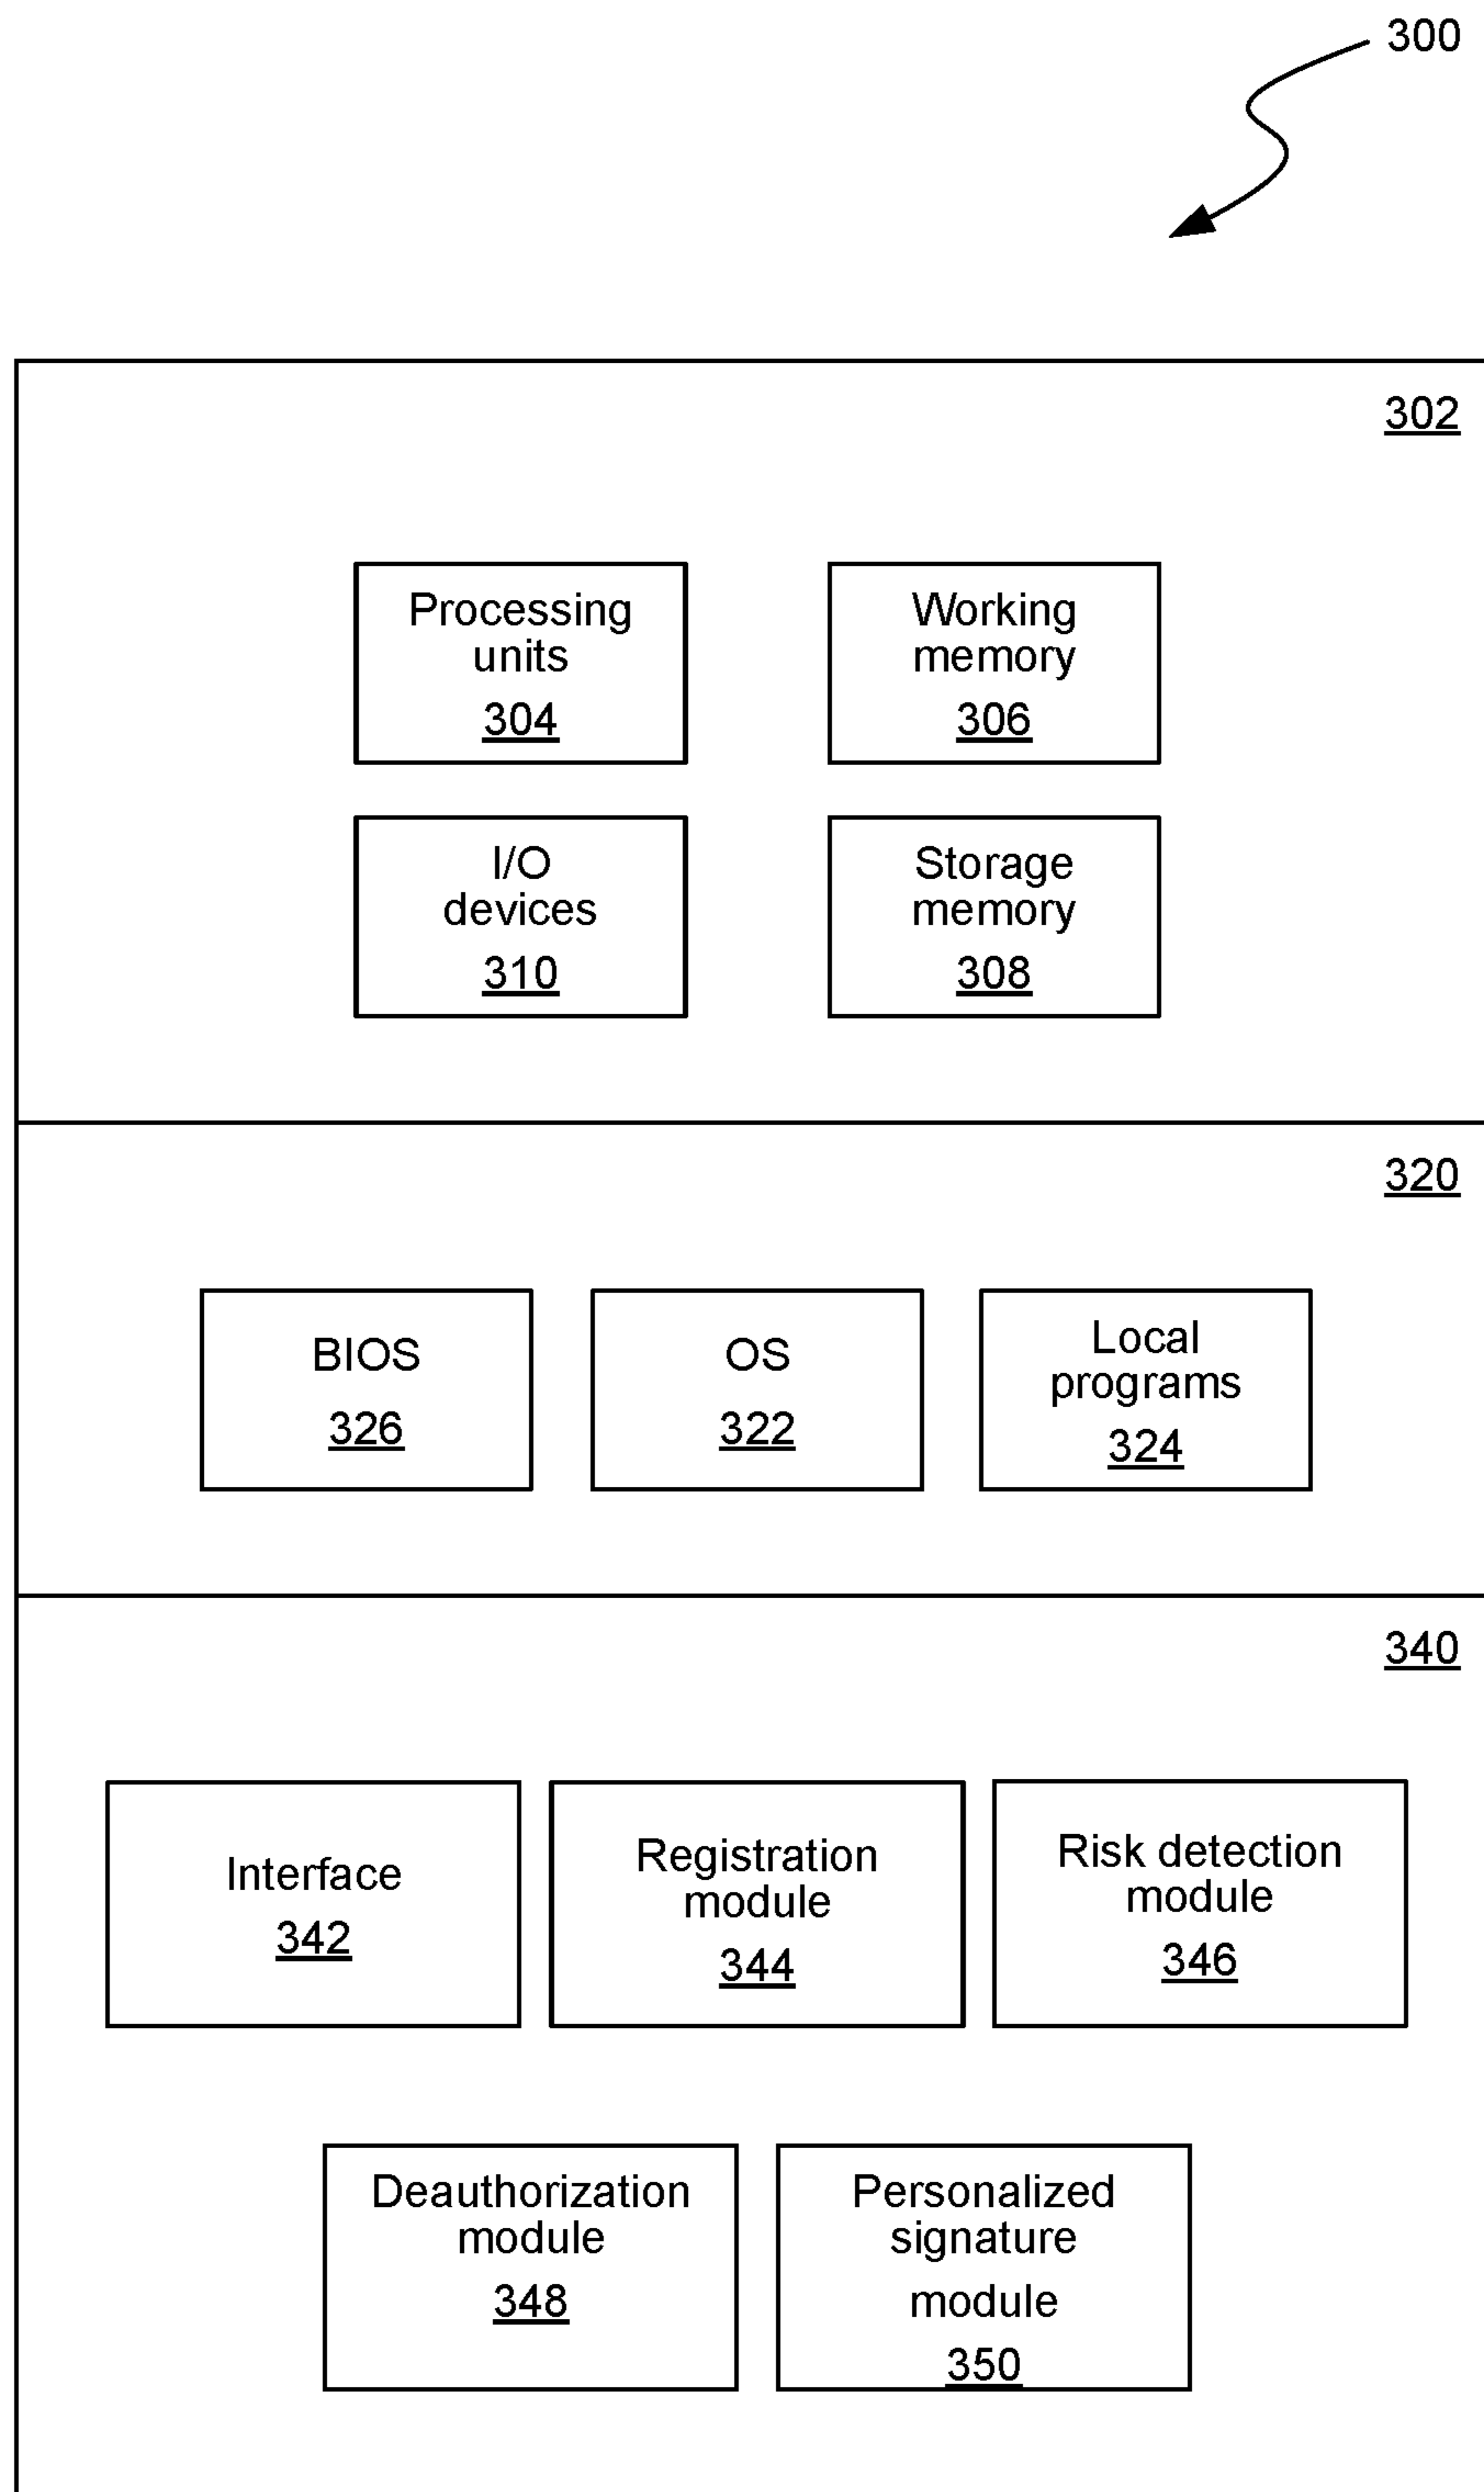 300
302
Processing
units
304
Working
memory
306
I/O
devices
310
Storage
memory
308
320
BIOS
326
OS
322
Local
programs
324
340
Interface
342
Registration
module
344
Risk detection
module
346
Deauthorization
module
348
Personalized
signature
module
350